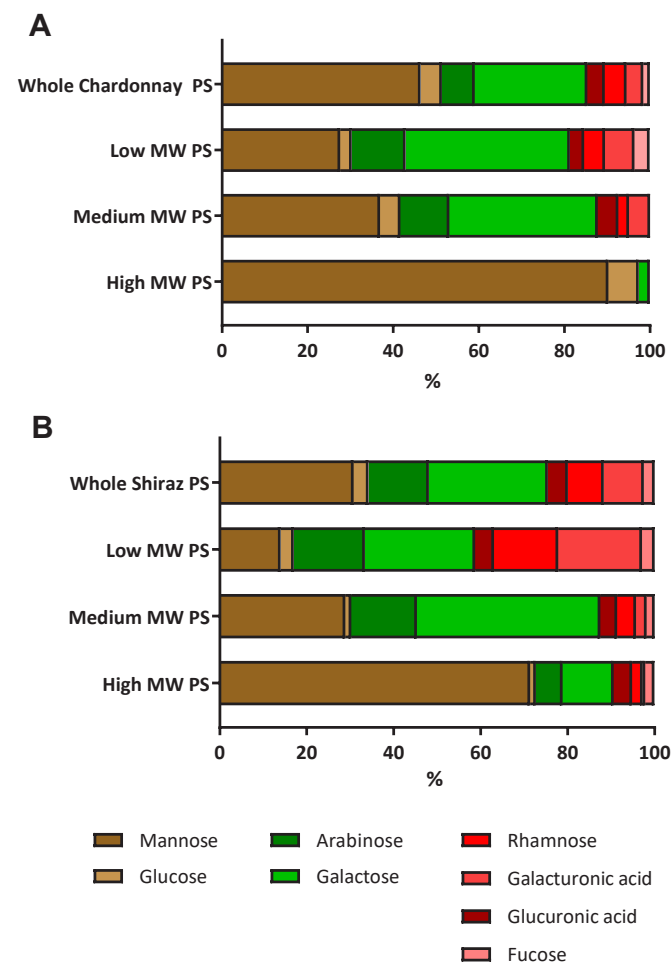 A
Whole Chardonnay PS
Low MW PS
Medium MW PS
High MW PS
0 20 40 60 80 100
%
B
Whole Shiraz PS
Low MW PS
Medium MW PS
High MW PS
0 20 40 60 80 100
%
Mannose Arabinose Rhamnose
Glucose Galactose Galacturonic acid
Glucuronic acid
Fucose